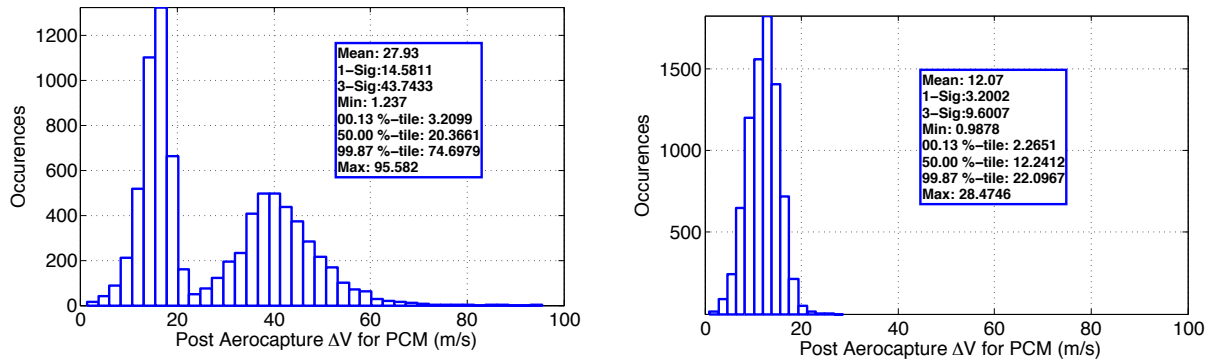 1200
1000
800
600
400
200
0
Occurences
Mean: 27.93
1-Sig:14.5811
3-Sig:43.7433
Min: 1.237
00.13 %-tile: 3.2099
50.00 %-tile: 20.3661
99.87 %-tile: 74.6979
Max: 95.582
0 20 40 60 80 100
Post Aerocapture ΔV for PCM (m/s)
1500
1000
500
Occurences
Mean: 12.07
1-Sig:3.2002
3-Sig:9.6007
Min: 0.9878
00.13 %-tile: 2.2651
50.00 %-tile: 12.2412
99.87 %-tile: 22.0967
Max: 28.4746
0 20 40 60 80 100
Post Aerocapture ΔV for PCM (m/s)